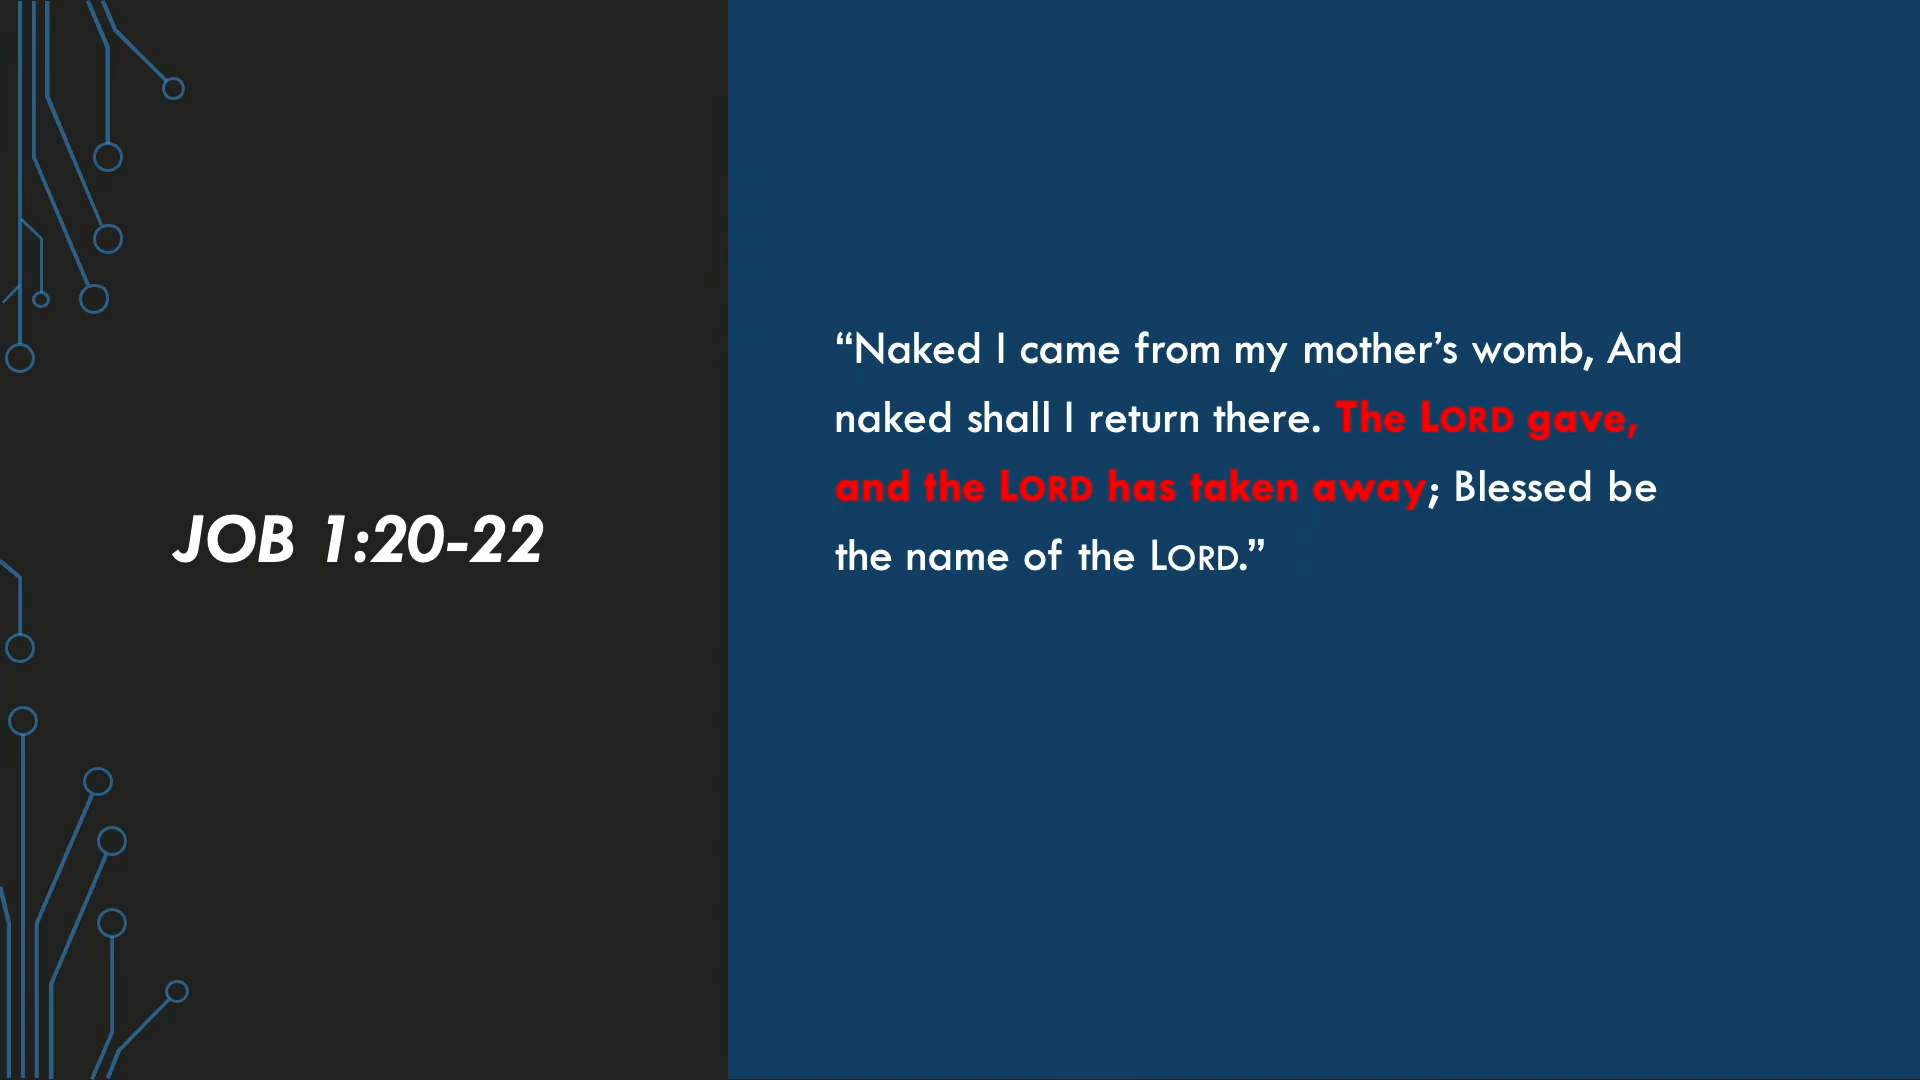 JOB 1:20-22
“Naked I came from my mother’s womb, And
naked shall I return there. The LORD gave,
and the LORD has taken away; Blessed be
the name of the LORD.”